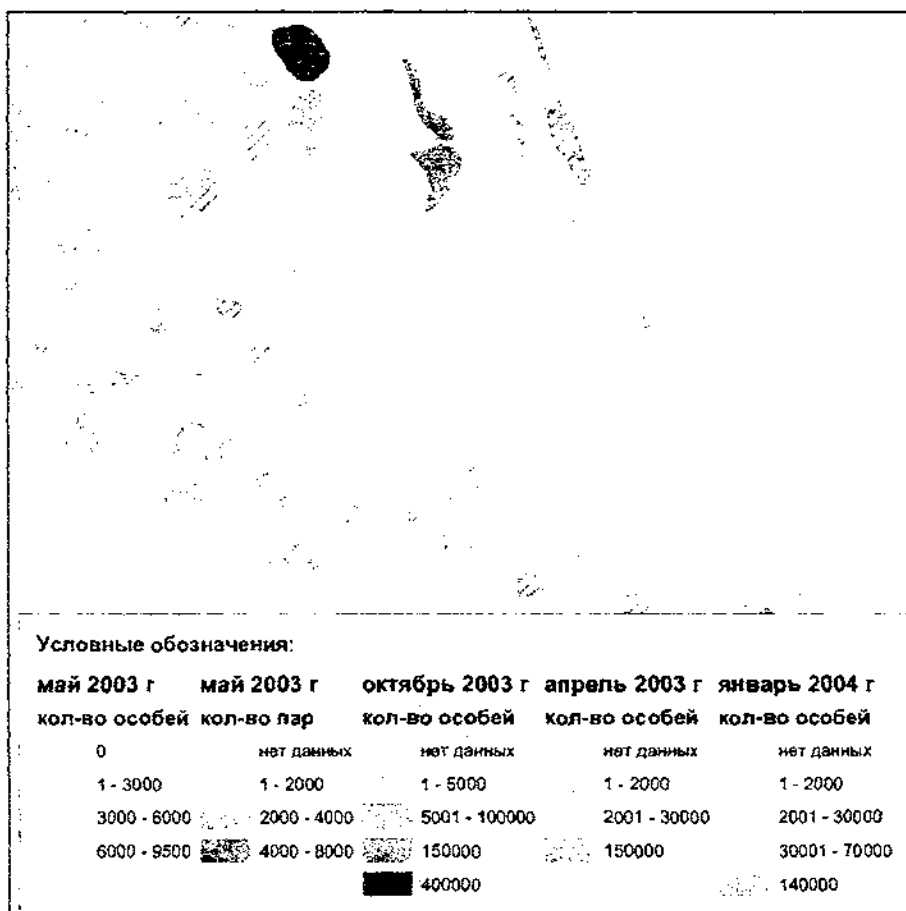 Условные обозначения:
май 2003 г май 2003 г октябрь 2003 г апрель 2003 г январь 2004 г
кол-во особей кол-во пар кол-во особей кол-во особей кол-во особей
0 нет данных нет данных нет данных нет данных
1 - 3000 1 - 2000 1 - 5000 1 - 2000 1 - 2000
3000 - 6000 2000 - 4000 5001 - 100000 2001 - 30000 2001 - 30000
6000 - 9500 4000 - 8000 150000 150000 30001 - 70000
400000 140000